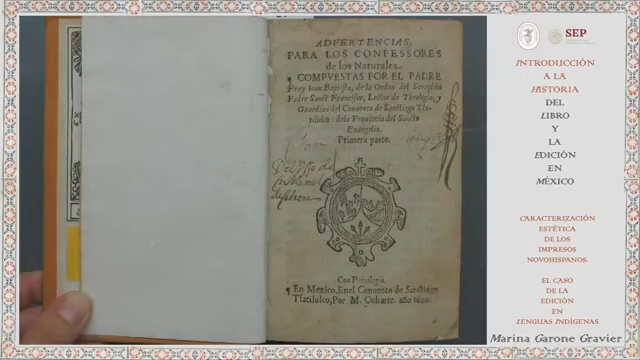 ADVERTENCIAS,
PARA LOS CONFESSORES
de los Naturales.
COMPVESTAS POR EL PADRE
Fray Ioan Baptista, de la Orden del Seraphico
Padre Sanct Francisco, Lector de Theologia, y
Guardian del Conuento de Sanctiago Tla-
tilulco: de la Prouincia del Sancto
Euangelio.
Primera parte.
Con Priuilegio.
En Mexico, En el Conuento de Sanctiago
Tlatilulco, Por M. Ocharte. año 1600.
SEP
INTRODUCCIÓN
A LA
HISTORIA
DEL
LIBRO
Y
LA
EDICIÓN
EN
MÉXICO
CARACTERIZACIÓN
ESTÉTICA
DE LOS
IMPRESOS
NOVOHISPANOS.
EL CASO
DE LA
EDICIÓN
EN
LENGUAS INDÍGENAS
Marina Garone Gravier